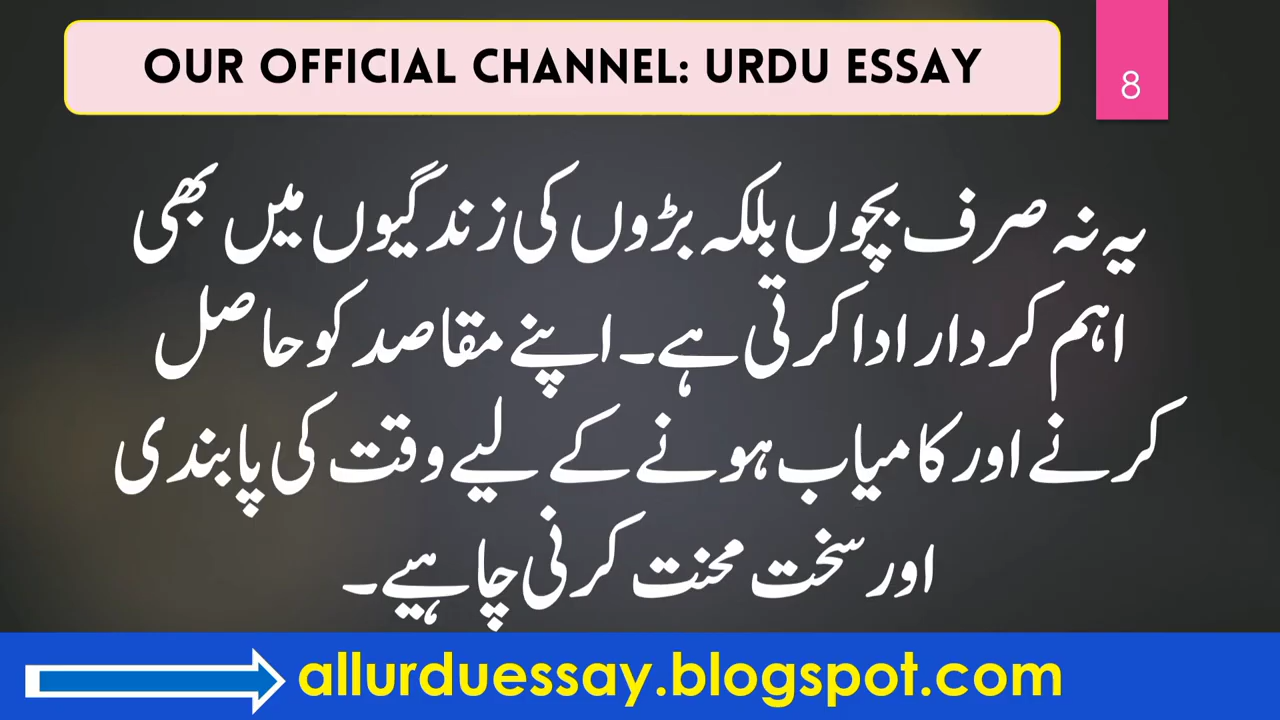 OUR OFFICIAL CHANNEL: URDU ESSAY
8
یہ نہ صرف بچوں بلکہ بڑوں کی زندگیوں میں بھی
اہم کردار ادا کرتی ہے۔ اپنے مقاصد کو حاصل
کرنے اور کامیاب ہونے کے لیے وقت کی پابندی
اور سخت محنت کرنی چاہیے۔
allurduessay.blogspot.com